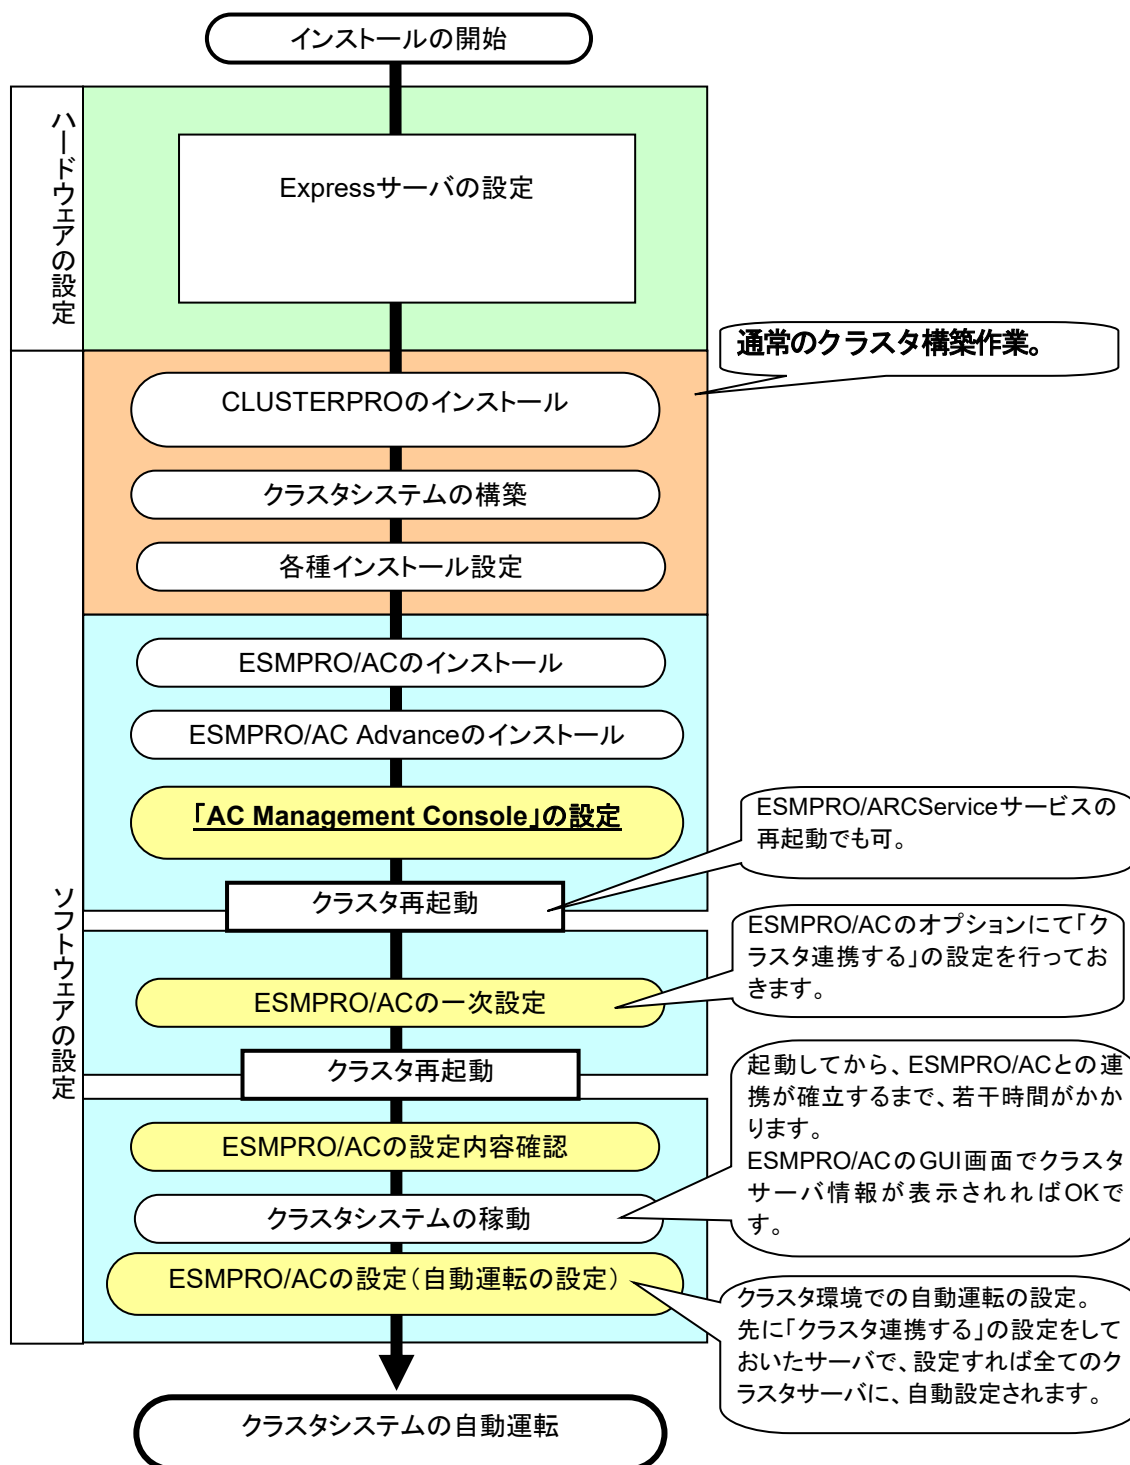 インストールの開始
ハードウェアの設定
Expressサーバの設定
通常のクラスタ構築作業。
CLUSTERPROのインストール
クラスタシステムの構築
各種インストール設定
ソフトウェアの設定
ESMPRO/ACのインストール
ESMPRO/AC Advanceのインストール
「AC Management Console」の設定
ESMPRO/ARCServiceサービスの
再起動でも可。
クラスタ再起動
ESMPRO/ACのオプションにて「ク
ラスタ連携する」の設定を行ってお
きます。
ESMPRO/ACの一次設定
クラスタ再起動
起動してから、ESMPRO/ACとの連
携が確立するまで、若干時間がかか
ります。
ESMPRO/ACのGUI画面でクラスタ
サーバ情報が表示されればOKで
す。
ESMPRO/ACの設定内容確認
クラスタシステムの稼動
ESMPRO/ACの設定(自動運転の設定)
クラスタ環境での自動運転の設定。
先に「クラスタ連携する」の設定をして
おいたサーバで、設定すれば全てのク
ラスタサーバに、自動設定されます。
クラスタシステムの自動運転